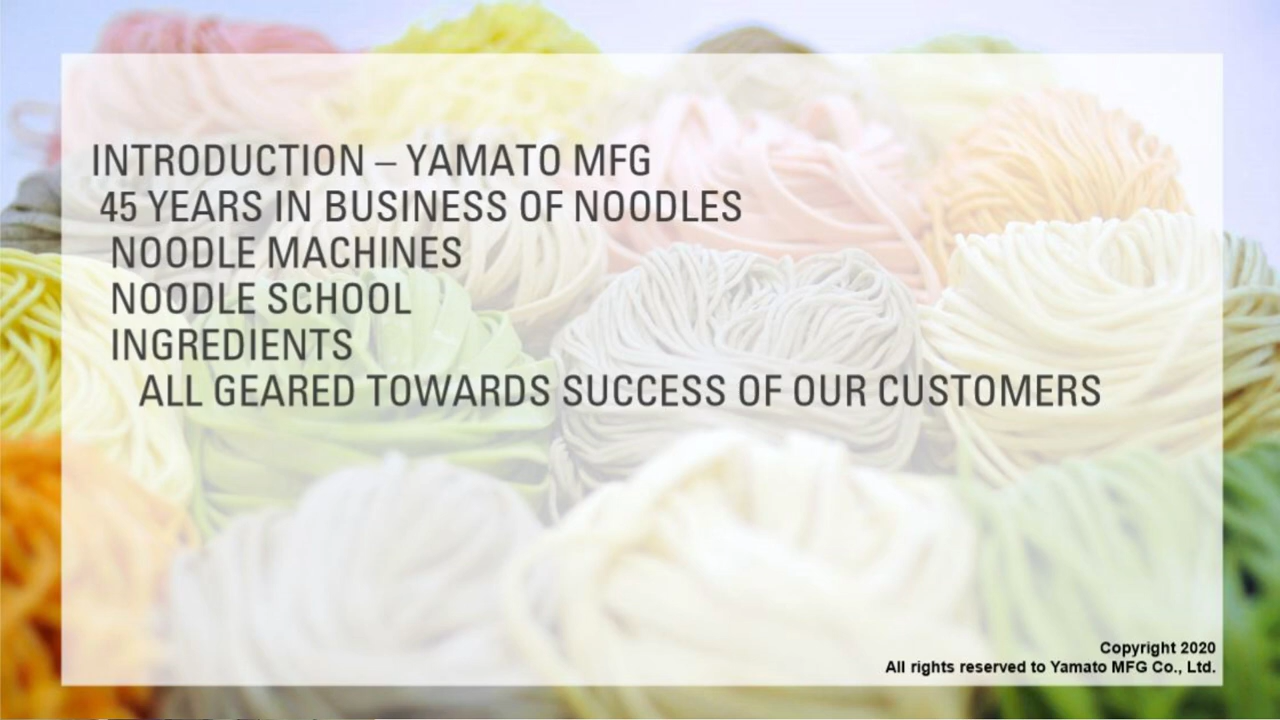 INTRODUCTION – YAMATO MFG
45 YEARS IN BUSINESS OF NOODLES
NOODLE MACHINES
NOODLE SCHOOL
INGREDIENTS
ALL GEARED TOWARDS SUCCESS OF OUR CUSTOMERS
Copyright 2020
All rights reserved to Yamato MFG Co., Ltd.